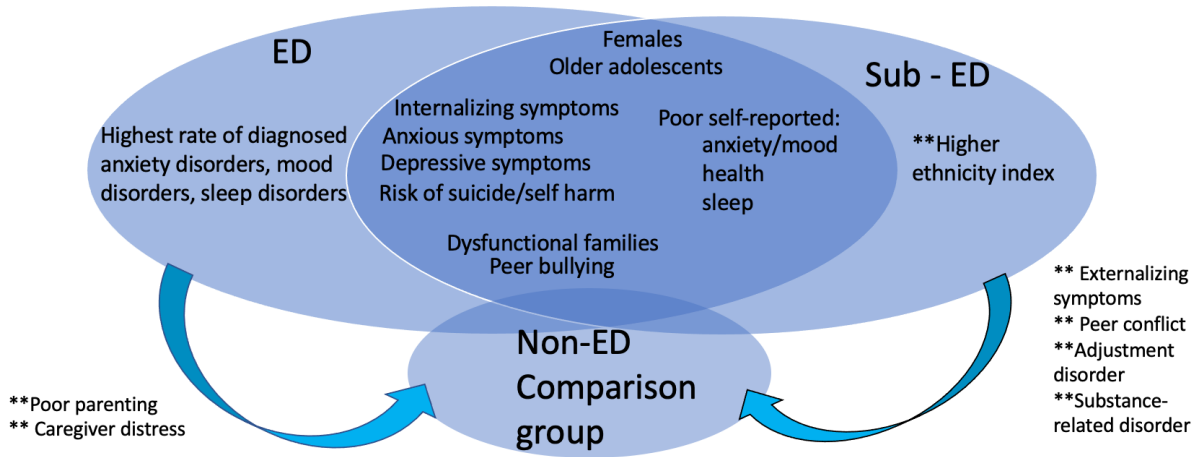 ED
Highest rate of diagnosed
anxiety disorders, mood
disorders, sleep disorders
Females
Older adolescents
Internalizing symptoms
Anxious symptoms
Depressive symptoms
Risk of suicide/self harm
Poor self-reported:
anxiety/mood
health
sleep
Dysfunctional families
Peer bullying
Sub - ED
**Higher
ethnicity index
Non-ED
Comparison
group
**Poor parenting
** Caregiver distress
** Externalizing
symptoms
** Peer conflict
**Adjustment
disorder
**Substance-
related disorder